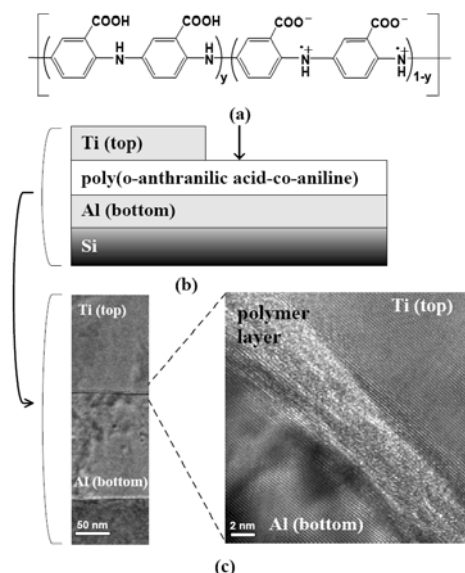 COOH COOH COO⁻ COO⁻
N H N H y N H •+ N H •+ 1-y
(a)
Ti (top)
poly(o-anthranilic acid-co-aniline)
Al (bottom)
Si
(b)
Ti (top)
Al (bottom)
50 nm
polymer
layer
Ti (top)
2 nm
Al (bottom)
(c)